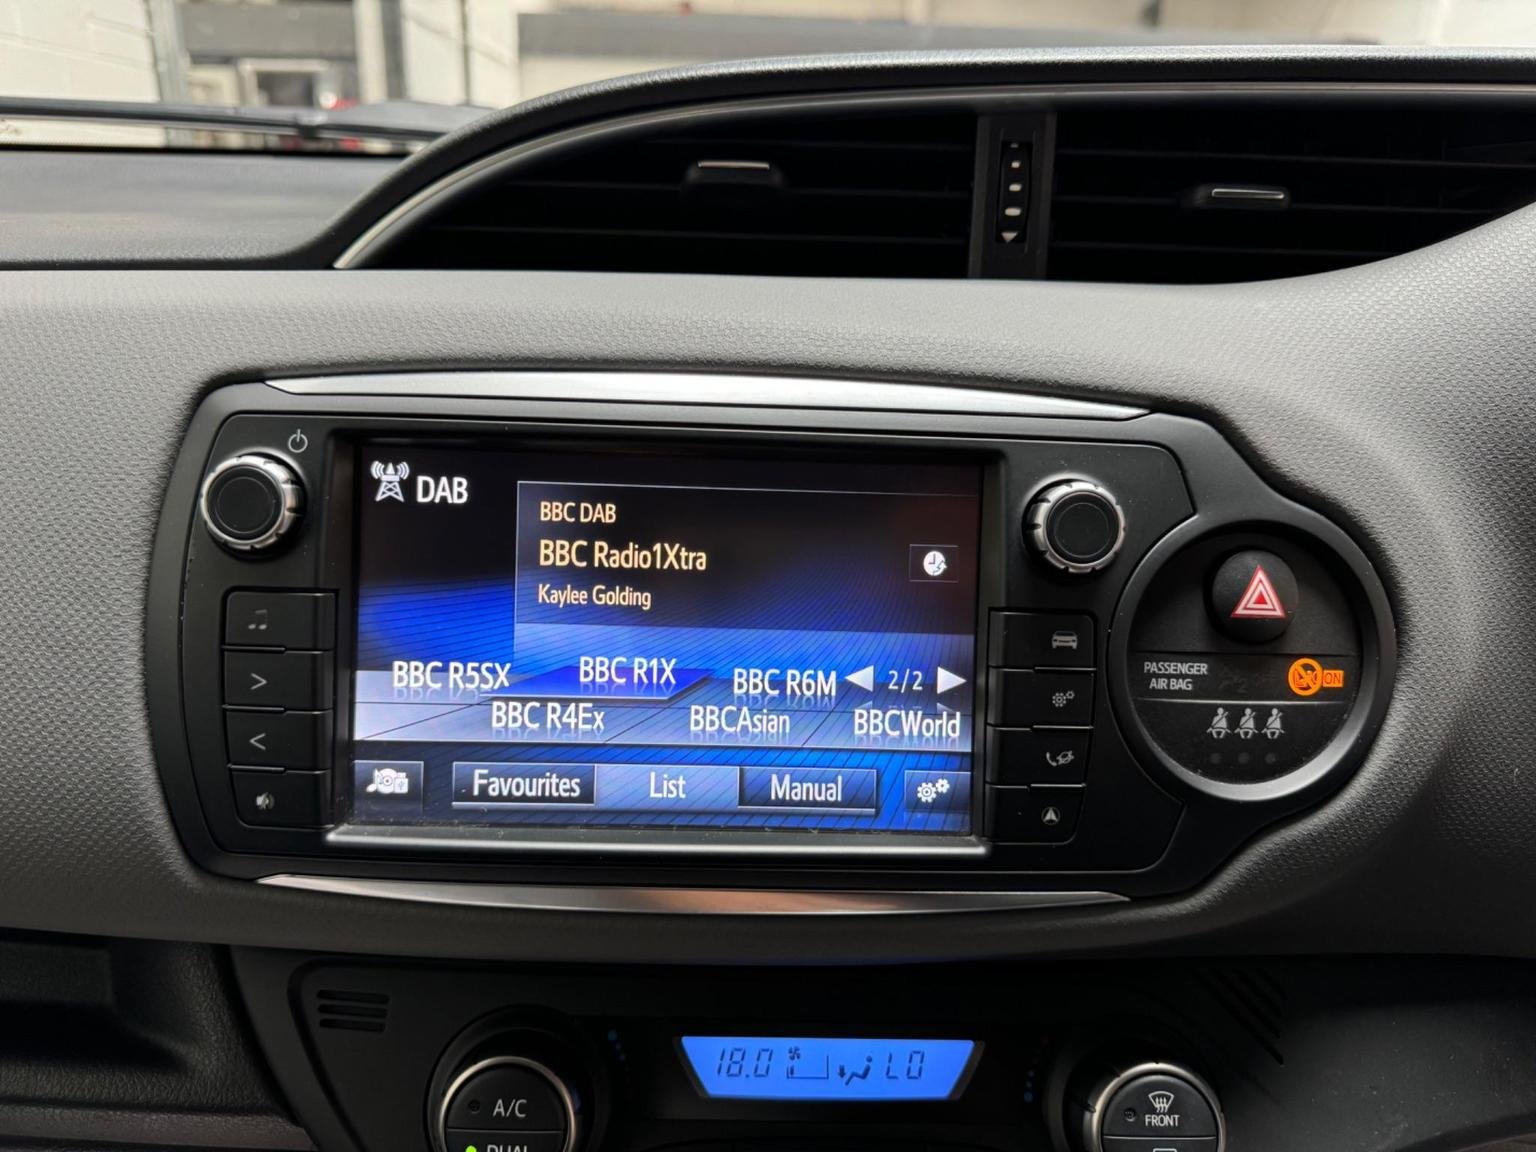 DAB
BBC DAB
BBC Radio1Xtra
Kaylee Golding
BBC R5SX BBC R1X BBC R6M 2/2
BBC R4Ex BBCAsian BBCWorld
Favourites List Manual
PASSENGER
AIR BAG
ON
18.0 LO
A/C
DUAL
FRONT